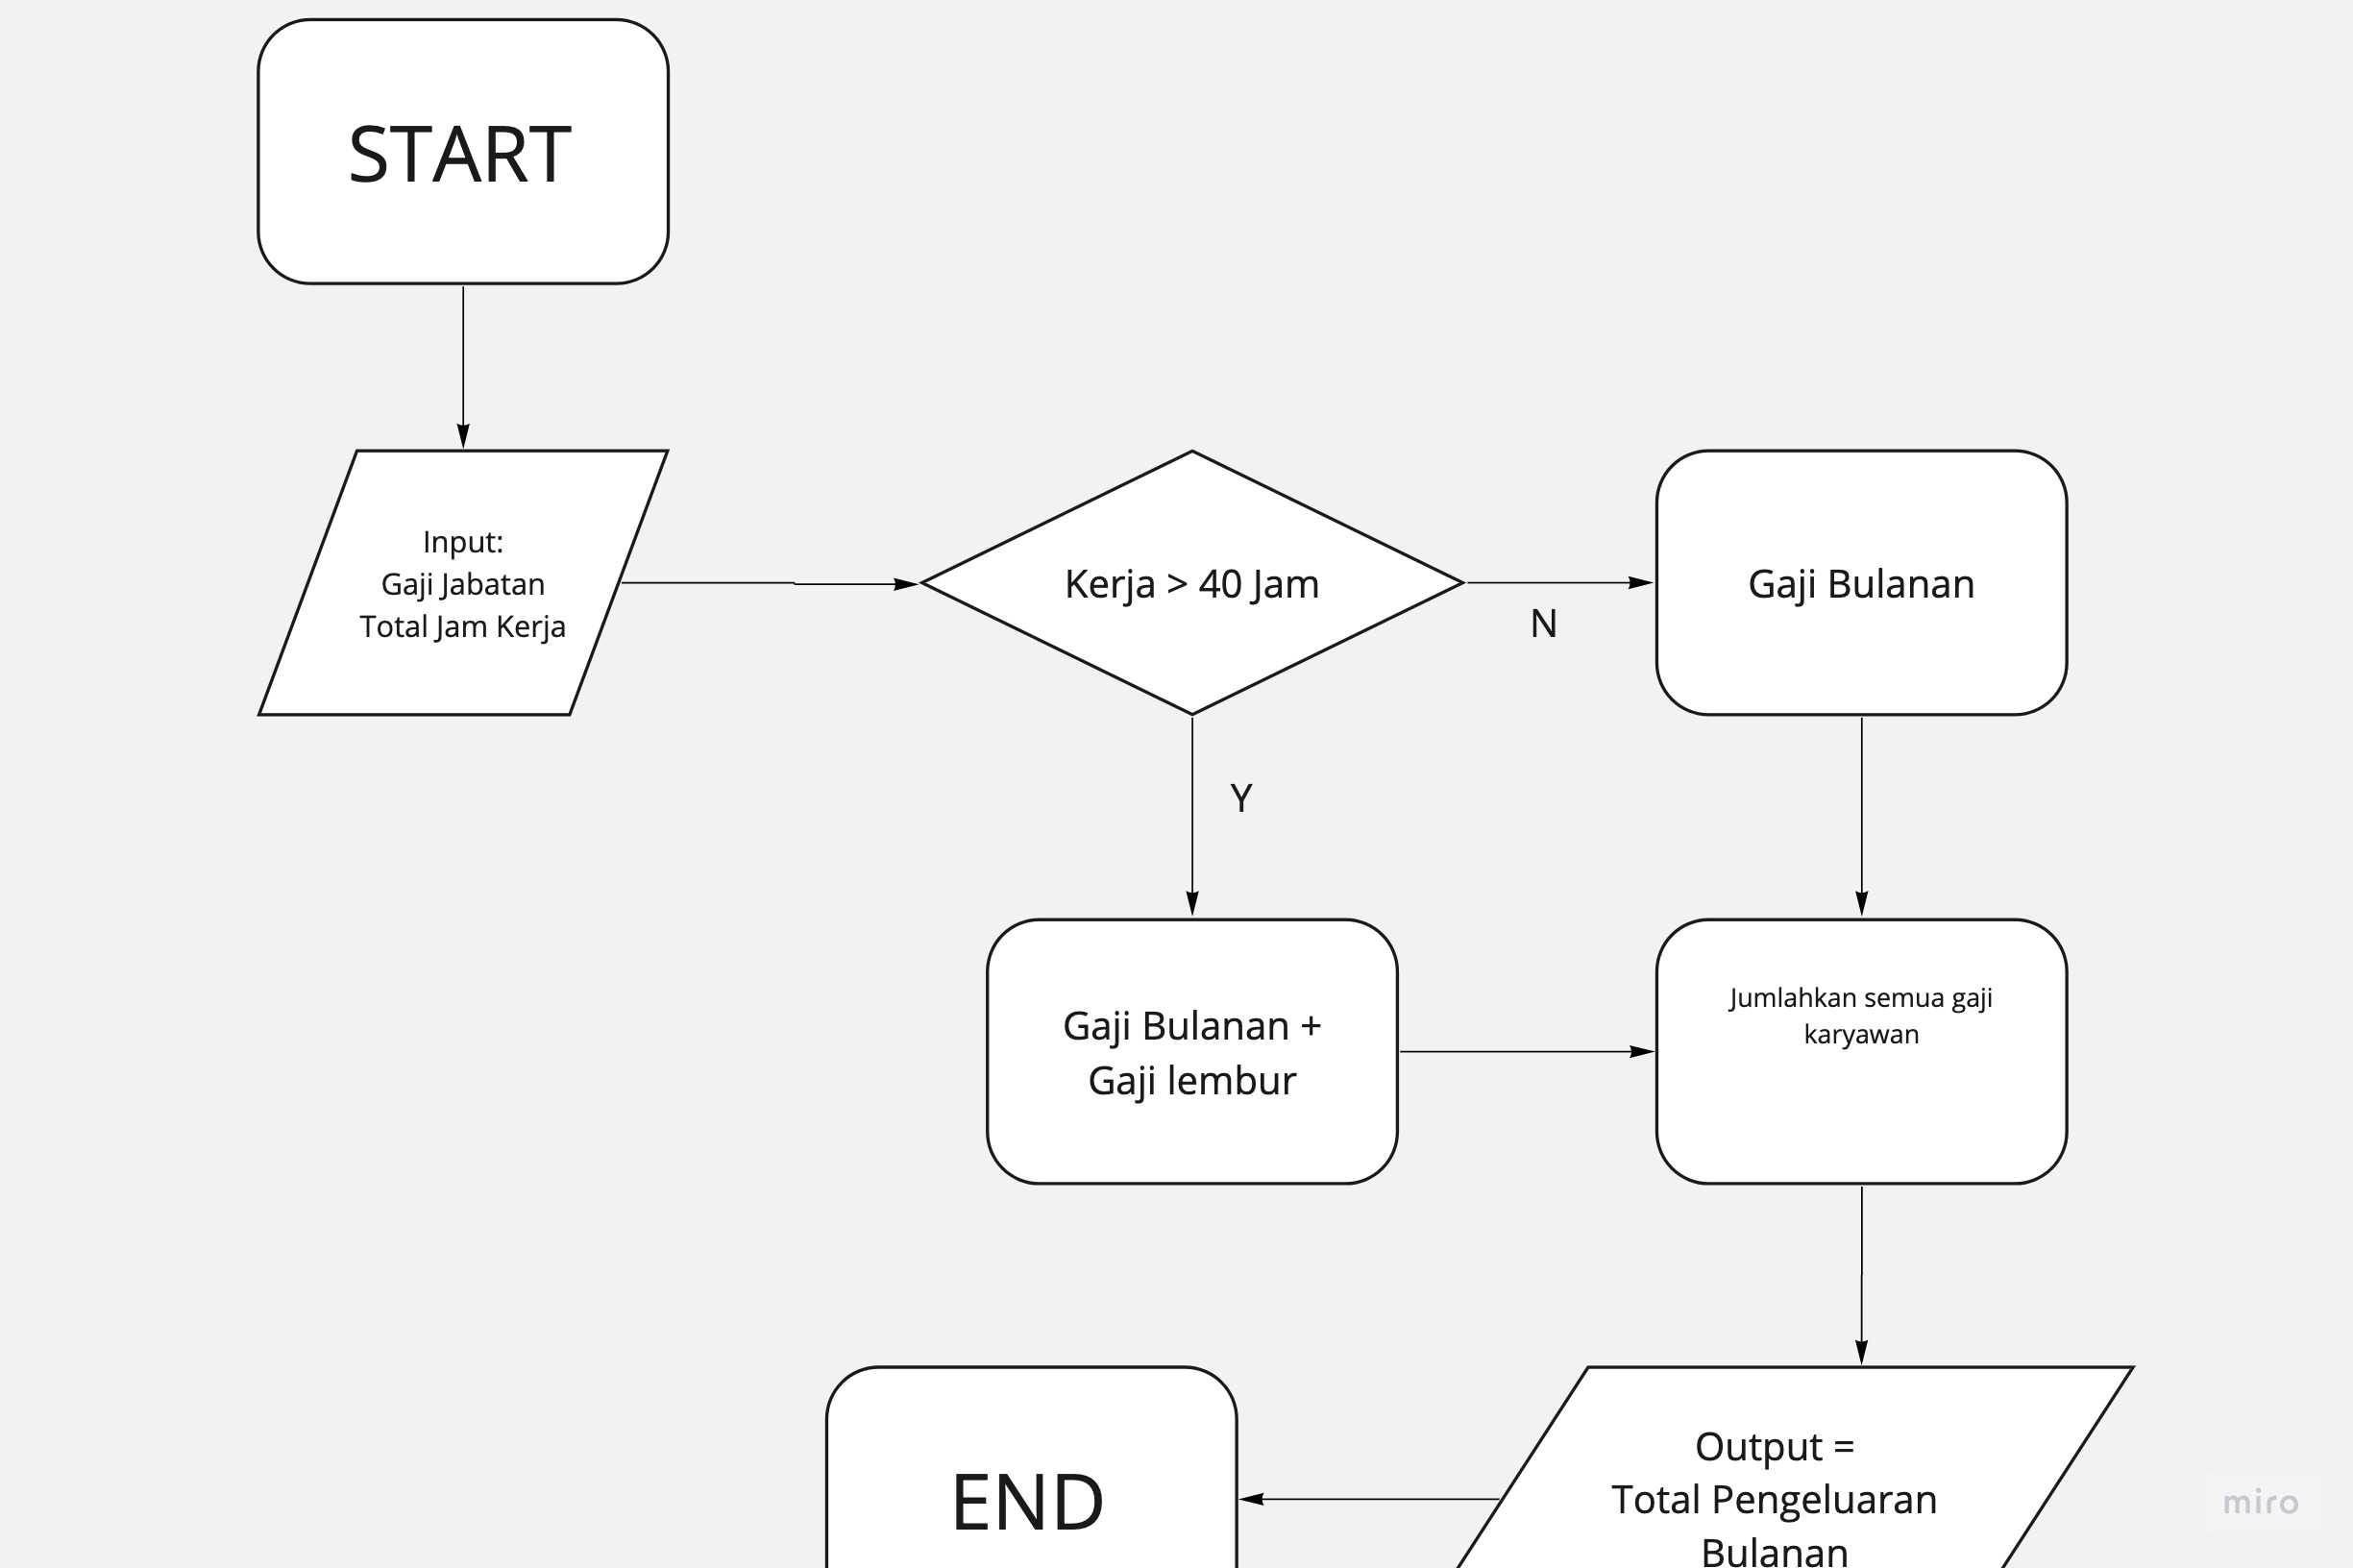 START
Input:
Gaji Jabatan
Total Jam Kerja
Kerja > 40 Jam
N
Gaji Bulanan
Y
Gaji Bulanan +
Gaji lembur
Jumlahkan semua gaji
karyawan
Output =
Total Pengeluaran
Bulanan
END
miro